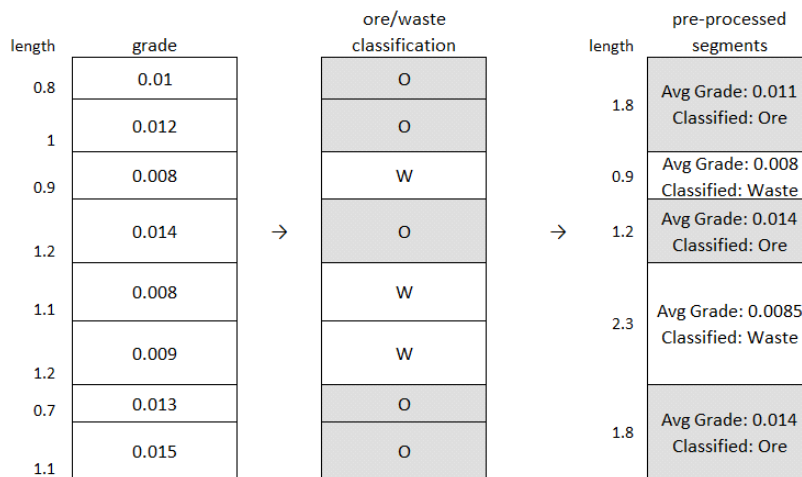 ore/waste
length grade classification length pre-processed segments
0.8 0.01 O
1 0.012 O
0.9 0.008 W
1.2 0.014 O
1.1 0.008 W
1.2 0.009 W
0.7 0.013 O
1.1 0.015 O
→ →
1.8 Avg Grade: 0.011
Classified: Ore
0.9 Avg Grade: 0.008
Classified: Waste
1.2 Avg Grade: 0.014
Classified: Ore
2.3 Avg Grade: 0.0085
Classified: Waste
1.8 Avg Grade: 0.014
Classified: Ore